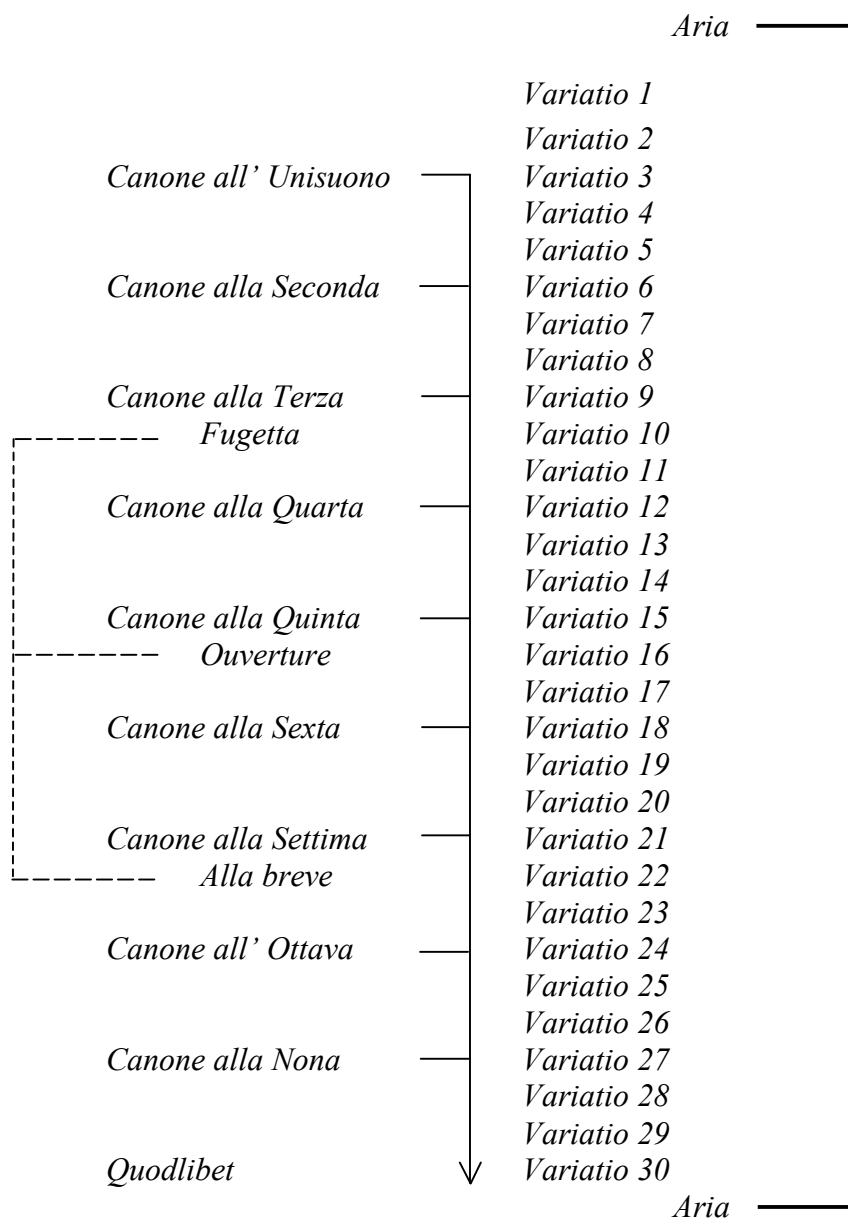 Aria
Variatio 1
Variatio 2
Canone all’ Unisuono Variatio 3
Variatio 4
Variatio 5
Canone alla Seconda Variatio 6
Variatio 7
Variatio 8
Canone alla Terza Variatio 9
Fugetta Variatio 10
Variatio 11
Canone alla Quarta Variatio 12
Variatio 13
Variatio 14
Canone alla Quinta Variatio 15
Ouverture Variatio 16
Variatio 17
Canone alla Sexta Variatio 18
Variatio 19
Variatio 20
Canone alla Settima Variatio 21
Alla breve Variatio 22
Variatio 23
Canone all’ Ottava Variatio 24
Variatio 25
Variatio 26
Canone alla Nona Variatio 27
Variatio 28
Variatio 29
Quodlibet Variatio 30
Aria